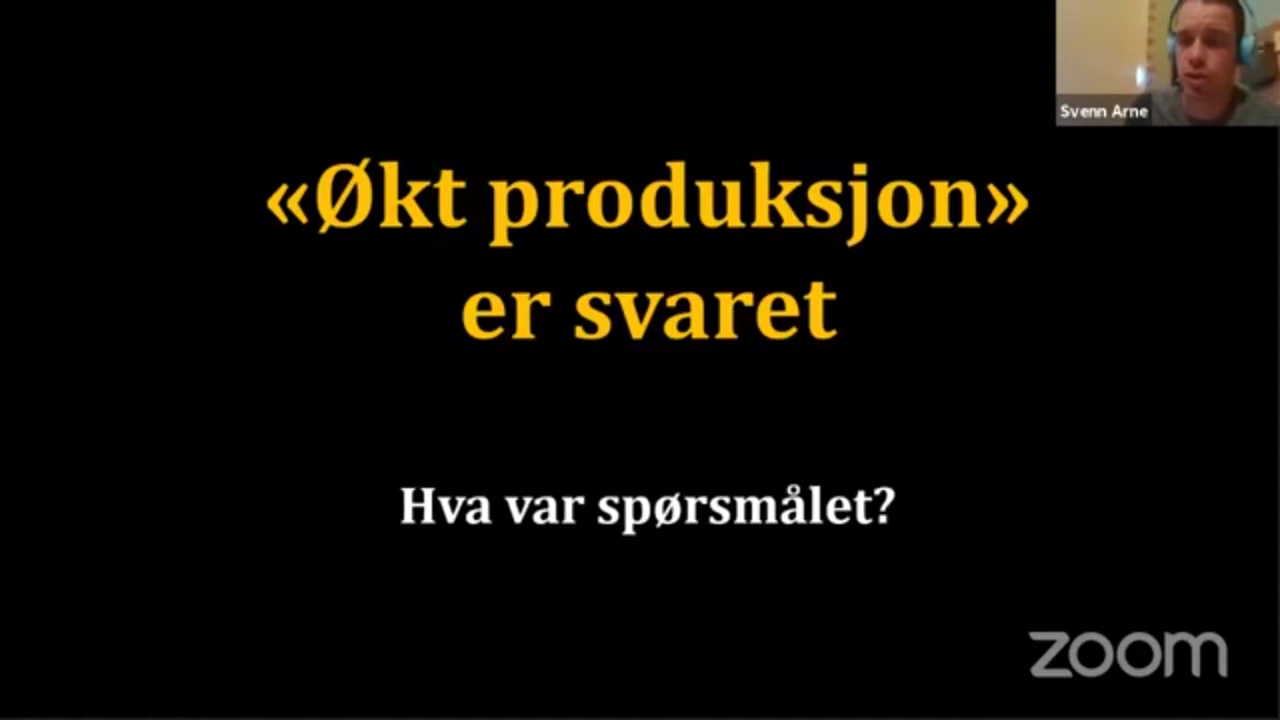 Svenn Arne
«Økt produksjon»
er svaret
Hva var spørsmålet?
zoom